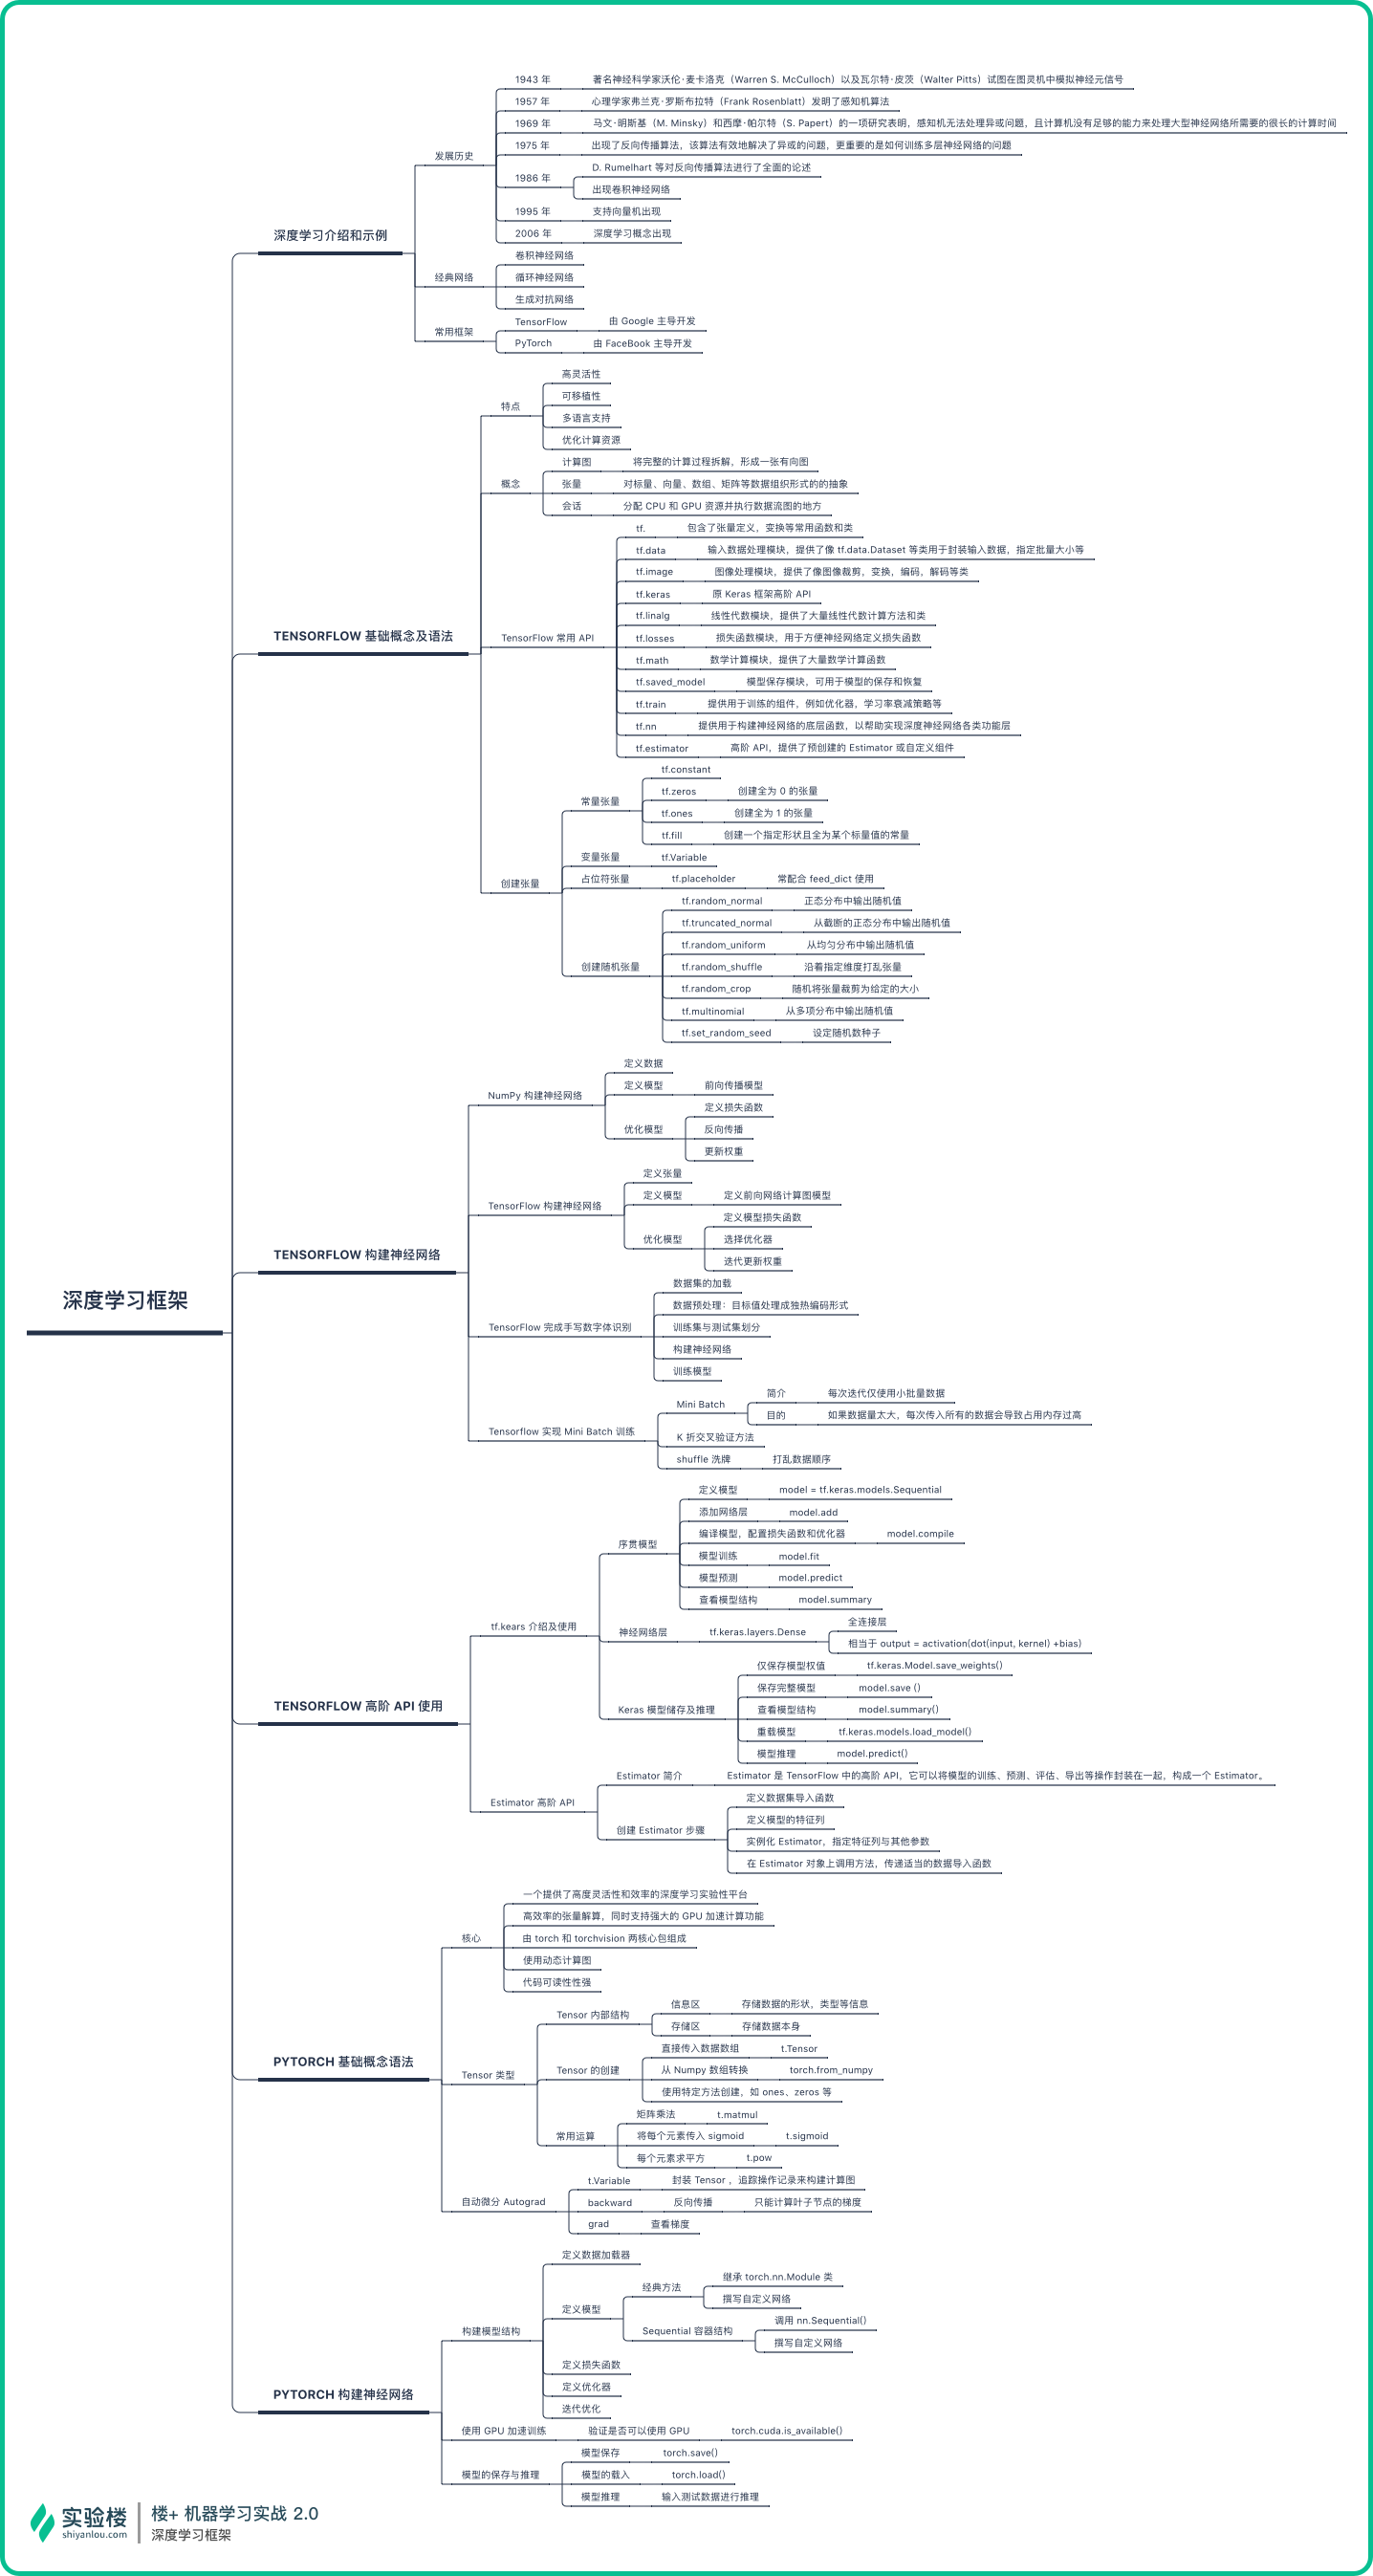 深度学习框架
深度学习介绍和示例
发展历史
1943 年 著名神经科学家沃伦·麦卡洛克（Warren S. McCulloch）以及瓦尔特·皮茨（Walter Pitts）试图在图灵机中模拟神经元信号
1957 年 心理学家弗兰克·罗斯布拉特（Frank Rosenblatt）发明了感知机算法
1969 年 马文·明斯基（M. Minsky）和西摩·帕尔特（S. Papert）的一项研究表明，感知机无法处理异或问题，且计算机没有足够的能力来处理大型神经网络所需要的很长的计算时间
1975 年 出现了反向传播算法，该算法有效地解决了异或的问题，更重要的是如何训练多层神经网络的问题
1986 年
D. Rumelhart 等对反向传播算法进行了全面的论述
出现卷积神经网络
1995 年 支持向量机出现
2006 年 深度学习概念出现
经典网络
卷积神经网络
循环神经网络
生成对抗网络
常用框架
TensorFlow 由 Google 主导开发
PyTorch 由 FaceBook 主导开发
TENSORFLOW 基础概念及语法
特点
高灵活性
可移植性
多语言支持
优化计算资源
概念
计算图 将完整的计算过程拆解，形成一张有向图
张量 对标量、向量、数组、矩阵等数据组织形式的的抽象
会话 分配 CPU 和 GPU 资源并执行数据流图的地方
TensorFlow 常用 API
tf. 包含了张量定义，变换等常用函数和类
tf.data 输入数据处理模块，提供了像 tf.data.Dataset 等类用于封装输入数据，指定批量大小等
tf.image 图像处理模块，提供了像图像裁剪，变换，编码，解码等类
tf.keras 原 Keras 框架高阶 API
tf.linalg 线性代数模块，提供了大量线性代数计算方法和类
tf.losses 损失函数模块，用于方便神经网络定义损失函数
tf.math 数学计算模块，提供了大量数学计算函数
tf.saved_model 模型保存模块，可用于模型的保存和恢复
tf.train 提供用于训练的组件，例如优化器，学习率衰减策略等
tf.nn 提供用于构建神经网络的底层函数，以帮助实现深度神经网络各类功能层
tf.estimator 高阶 API，提供了预创建的 Estimator 或自定义组件
创建张量
常量张量
tf.constant
tf.zeros 创建全为 0 的张量
tf.ones 创建全为 1 的张量
tf.fill 创建一个指定形状且全为某个标量值的常量
变量张量 tf.Variable
占位符张量 tf.placeholder 常配合 feed_dict 使用
创建随机张量
tf.random_normal 正态分布中输出随机值
tf.truncated_normal 从截断的正态分布中输出随机值
tf.random_uniform 从均匀分布中输出随机值
tf.random_shuffle 沿着指定维度打乱张量
tf.random_crop 随机将张量裁剪为给定的大小
tf.multinomial 从多项分布中输出随机值
tf.set_random_seed 设定随机数种子
TENSORFLOW 构建神经网络
NumPy 构建神经网络
定义数据
定义模型 前向传播模型
优化模型
定义损失函数
反向传播
更新权重
TensorFlow 构建神经网络
定义张量
定义模型 定义前向网络计算图模型
优化模型
定义模型损失函数
选择优化器
迭代更新权重
TensorFlow 完成手写数字体识别
数据集的加载
数据预处理：目标值处理成独热编码形式
训练集与测试集划分
构建神经网络
训练模型
Tensorflow 实现 Mini Batch 训练
Mini Batch
简介 每次迭代仅使用小批量数据
目的 如果数据量太大，每次传入所有的数据会导致占用内存过高
K 折交叉验证方法
shuffle 洗牌 打乱数据顺序
TENSORFLOW 高阶 API 使用
tf.kears 介绍及使用
序贯模型
定义模型 model = tf.keras.models.Sequential
添加网络层 model.add
编译模型，配置损失函数和优化器 model.compile
模型训练 model.fit
模型预测 model.predict
查看模型结构 model.summary
神经网络层 tf.keras.layers.Dense
全连接层
相当于 output = activation(dot(input, kernel) +bias)
Keras 模型储存及推理
仅保存模型权值 tf.keras.Model.save_weights()
保存完整模型 model.save ()
查看模型结构 model.summary()
重载模型 tf.keras.models.load_model()
模型推理 model.predict()
Estimator 高阶 API
Estimator 简介 Estimator 是 TensorFlow 中的高阶 API，它可以将模型的训练、预测、评估、导出等操作封装在一起，构成一个 Estimator。
创建 Estimator 步骤
定义数据集导入函数
定义模型的特征列
实例化 Estimator，指定特征列与其他参数
在 Estimator 对象上调用方法，传递适当的数据导入函数
PYTORCH 基础概念语法
核心
一个提供了高度灵活性和效率的深度学习实验性平台
高效率的张量解算，同时支持强大的 GPU 加速计算功能
由 torch 和 torchvision 两核心包组成
使用动态计算图
代码可读性性强
Tensor 类型
Tensor 内部结构
信息区 存储数据的形状，类型等信息
存储区 存储数据本身
Tensor 的创建
直接传入数据数组 t.Tensor
从 Numpy 数组转换 torch.from_numpy
使用特定方法创建，如 ones、zeros 等
常用运算
矩阵乘法 t.matmul
将每个元素传入 sigmoid t.sigmoid
每个元素求平方 t.pow
自动微分 Autograd
t.Variable 封装 Tensor ，追踪操作记录来构建计算图
backward 反向传播 只能计算叶子节点的梯度
grad 查看梯度
PYTORCH 构建神经网络
构建模型结构
定义数据加载器
定义模型
经典方法
继承 torch.nn.Module 类
撰写自定义网络
Sequential 容器结构
调用 nn.Sequential()
撰写自定义网络
定义损失函数
定义优化器
迭代优化
使用 GPU 加速训练 验证是否可以使用 GPU torch.cuda.is_available()
模型的保存与推理
模型保存 torch.save()
模型的载入 torch.load()
模型推理 输入测试数据进行推理
实验楼
shiyanlou.com
楼+ 机器学习实战 2.0
深度学习框架